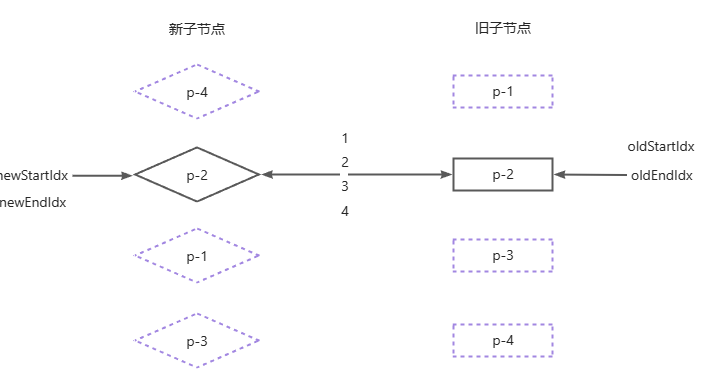 新子节点
旧子节点
p-4
p-1
1
2
3
4
oldStartIdx
newStartIdx
p-2
p-2
oldEndIdx
newEndIdx
p-1
p-3
p-3
p-4